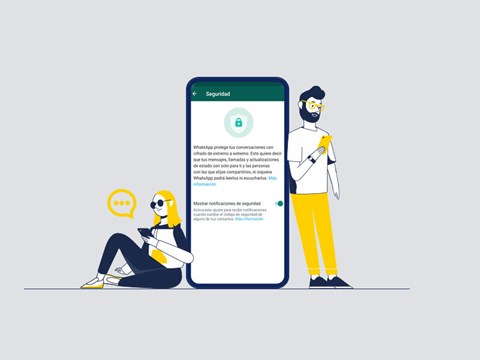 Seguridad
WhatsApp protege tus conversaciones con
cifrado de extremo a extremo. Esto quiere decir
que tus mensajes, llamadas y actualizaciones
de estado son solo para ti y las personas
con las que elijas compartirlos, ni siquiera
WhatsApp podrá leerlos ni escucharlos. Más
información
Mostrar notificaciones de seguridad
Activa este ajuste para recibir notificaciones
cuando cambie el código de seguridad de
alguno de tus contactos. Más información